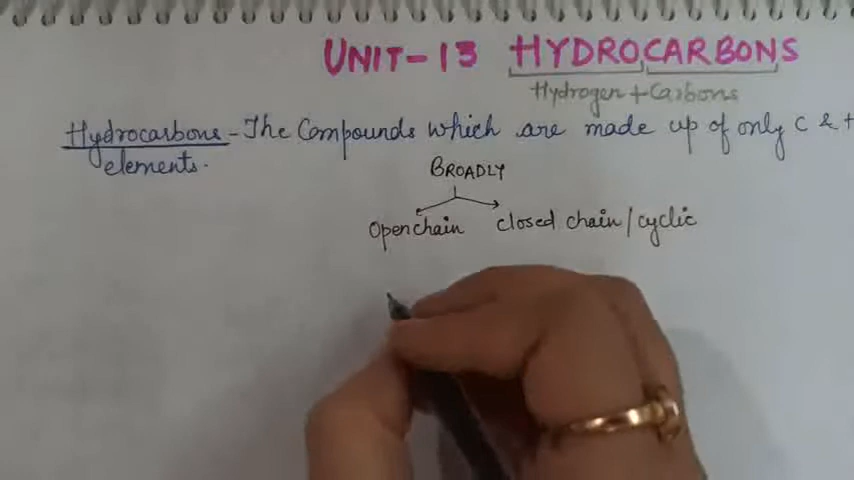 UNIT-13 HYDROCARBONS
Hydrogen + Carbons
Hydrocarbons - The Compounds which are made up of only C & H
elements.
BROADLY
Openchain closed chain/cyclic